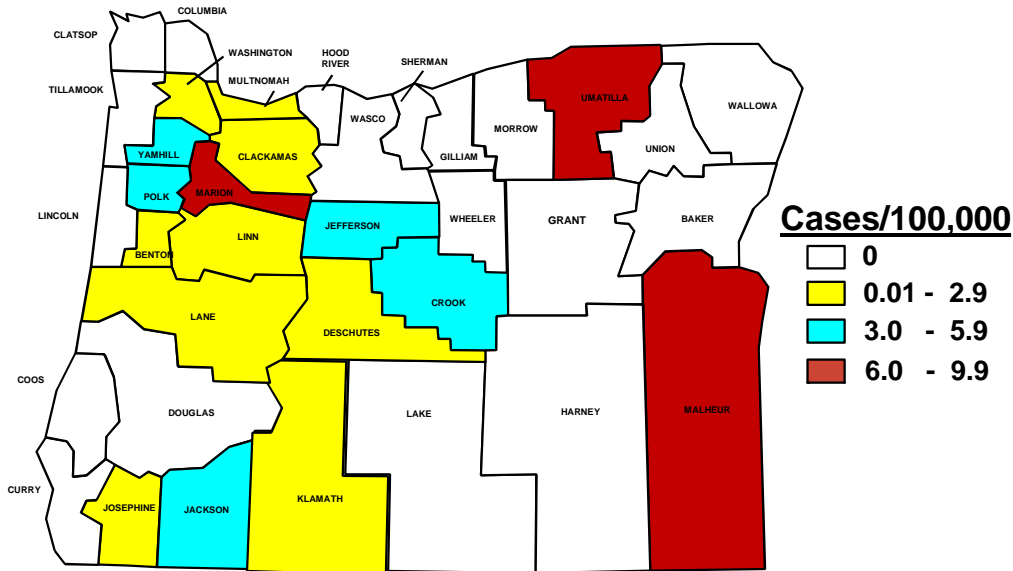 COLUMBIA
CLATSOP
WASHINGTON
HOOD
RIVER
SHERMAN
TILLAMOOK
MULTNOMAH
UMATILLA
WALLOWA
WASCO
MORROW
UNION
YAMHILL
CLACKAMAS
GILLIAM
POLK
MARION
LINCOLN
JEFFERSON
WHEELER
GRANT
BAKER
LINN
BENTON
CROOK
LANE
DESCHUTES
COOS
DOUGLAS
LAKE
HARNEY
MALHEUR
CURRY
JOSEPHINE
JACKSON
KLAMATH
Cases/100,000
0
0.01 - 2.9
3.0 - 5.9
6.0 - 9.9